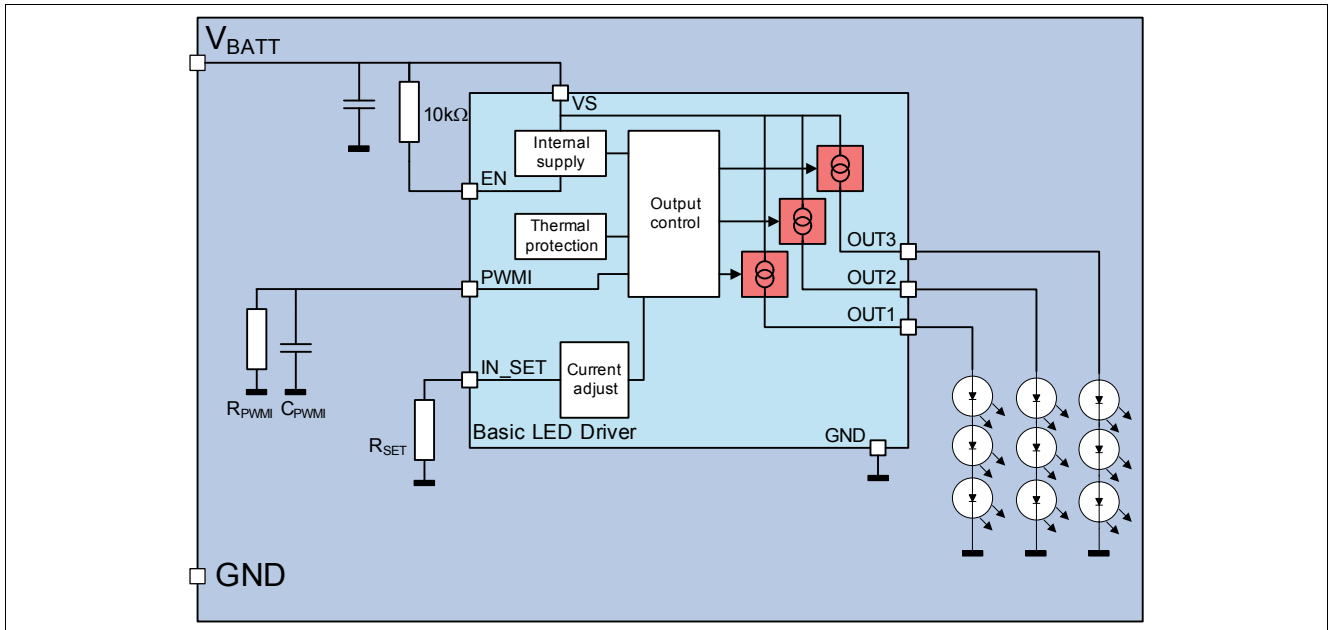 VBATT
VS
10kΩ
Internal
supply
EN
Output
control
Thermal
protection
OUT3
PWMI
OUT2
OUT1
IN_SET
Current
adjust
RPWMI CPWMI
RSET
Basic LED Driver
GND
GND